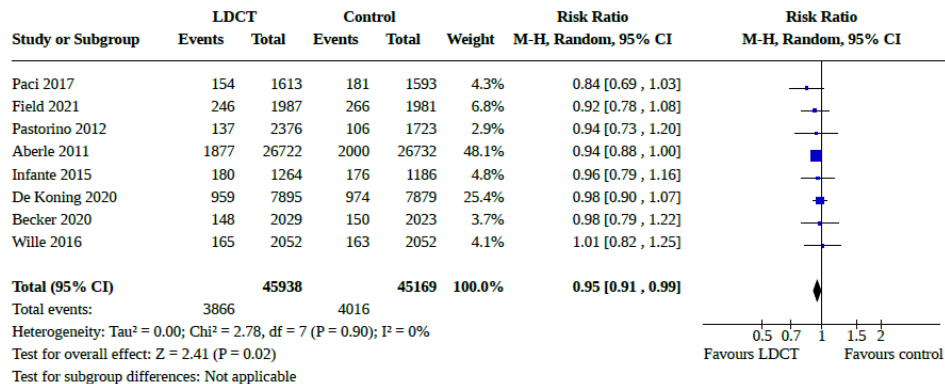 LDCT Control Risk Ratio Risk Ratio
Study or Subgroup Events Total Events Total Weight M-H, Random, 95% CI M-H, Random, 95% CI
Paci 2017 154 1613 181 1593 4.3% 0.84 [0.69 , 1.03]
Field 2021 246 1987 266 1981 6.8% 0.92 [0.78 , 1.08]
Pastorino 2012 137 2376 106 1723 2.9% 0.94 [0.73 , 1.20]
Aberle 2011 1877 26722 2000 26732 48.1% 0.94 [0.88 , 1.00]
Infante 2015 180 1264 176 1186 4.8% 0.96 [0.79 , 1.16]
De Koning 2020 959 7895 974 7879 25.4% 0.98 [0.90 , 1.07]
Becker 2020 148 2029 150 2023 3.7% 0.98 [0.79 , 1.22]
Wille 2016 165 2052 163 2052 4.1% 1.01 [0.82 , 1.25]
Total (95% CI) 45938 45169 100.0% 0.95 [0.91 , 0.99]
Total events: 3866 4016
Heterogeneity: Tau² = 0.00; Chi² = 2.78, df = 7 (P = 0.90); I² = 0%
0.5 0.7 1 1.5 2
Test for overall effect: Z = 2.41 (P = 0.02)
Favours LDCT Favours control
Test for subgroup differences: Not applicable